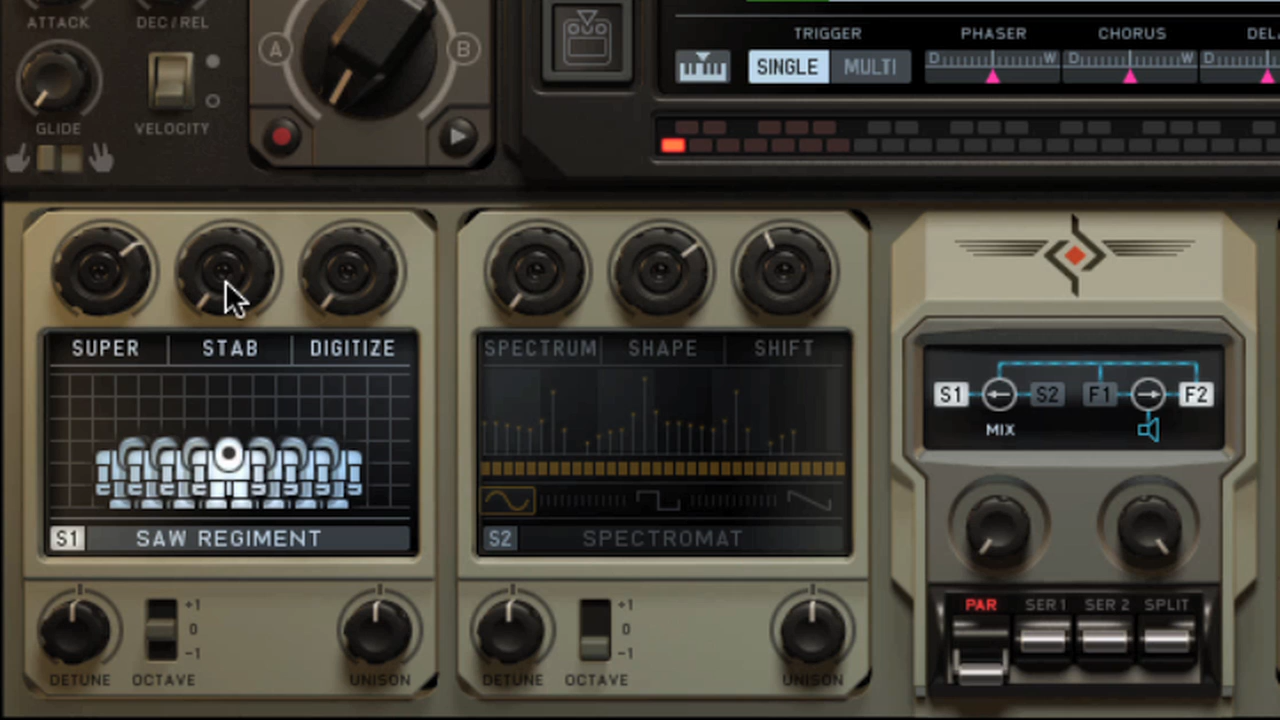 ATTACK DEC/REL
A B
GLIDE VELOCITY
TRIGGER PHASER CHORUS
SINGLE MULTI D W D W D
SUPER STAB DIGITIZE
S1 SAW REGIMENT
DETUNE OCTAVE +1 0 -1 UNISON
SPECTRUM SHAPE SHIFT
S2 SPECTROMAT
DETUNE OCTAVE +1 0 -1 UNISON
S1 S2 F1 F2
MIX
PAR SER 1 SER 2 SPLIT